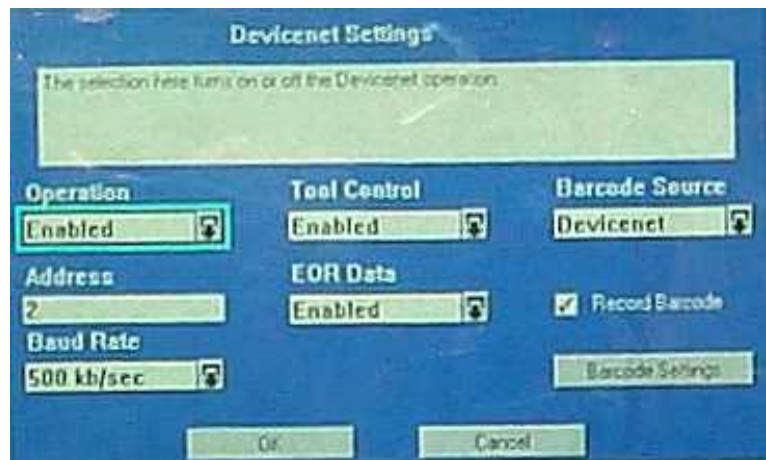 Devicenet Settings
The selection here turns on or off the Devicenet operation
Operation Tool Control Barcode Source
Enabled Enabled Devicenet
Address EOR Data
2 Enabled Record Barcode
Baud Rate
500 kb/sec Barcode Settings
OK Cancel